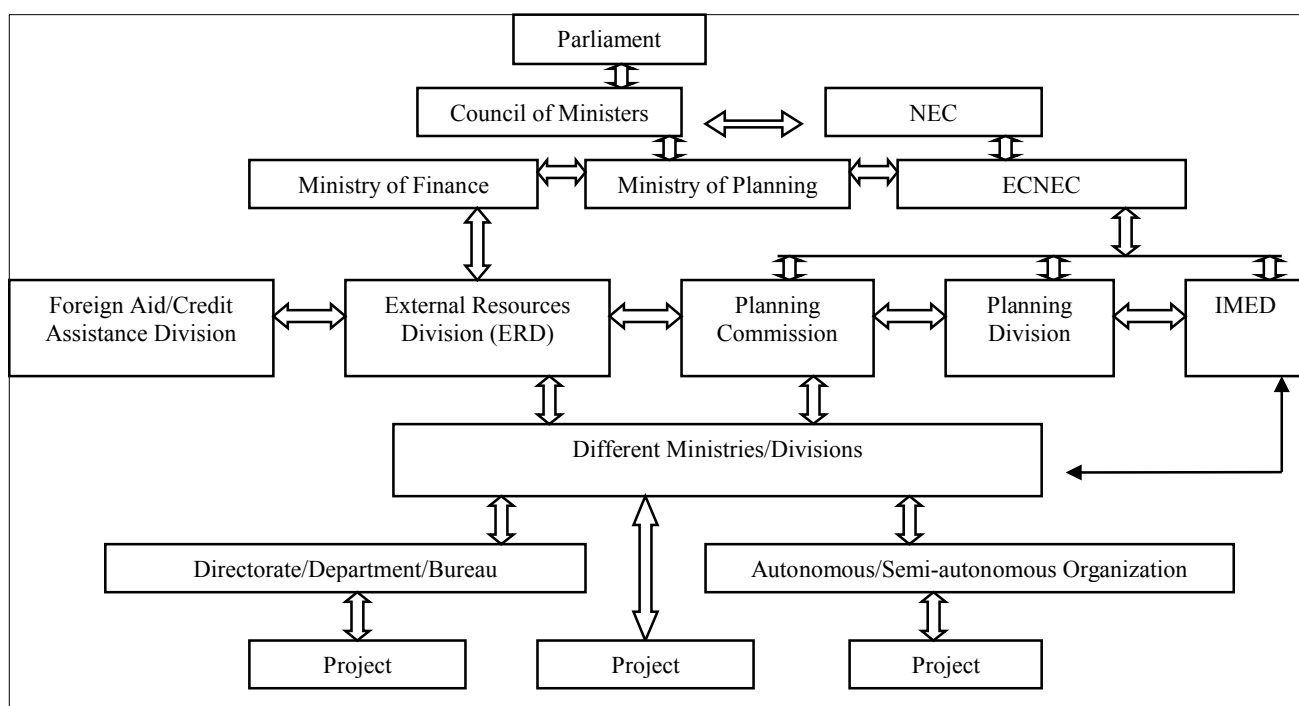 Parliament
Council of Ministers
NEC
Ministry of Finance
Ministry of Planning
ECNEC
Foreign Aid/Credit
Assistance Division
External Resources
Division (ERD)
Planning
Commission
Planning
Division
IMED
Different Ministries/Divisions
Directorate/Department/Bureau
Autonomous/Semi-autonomous Organization
Project
Project
Project